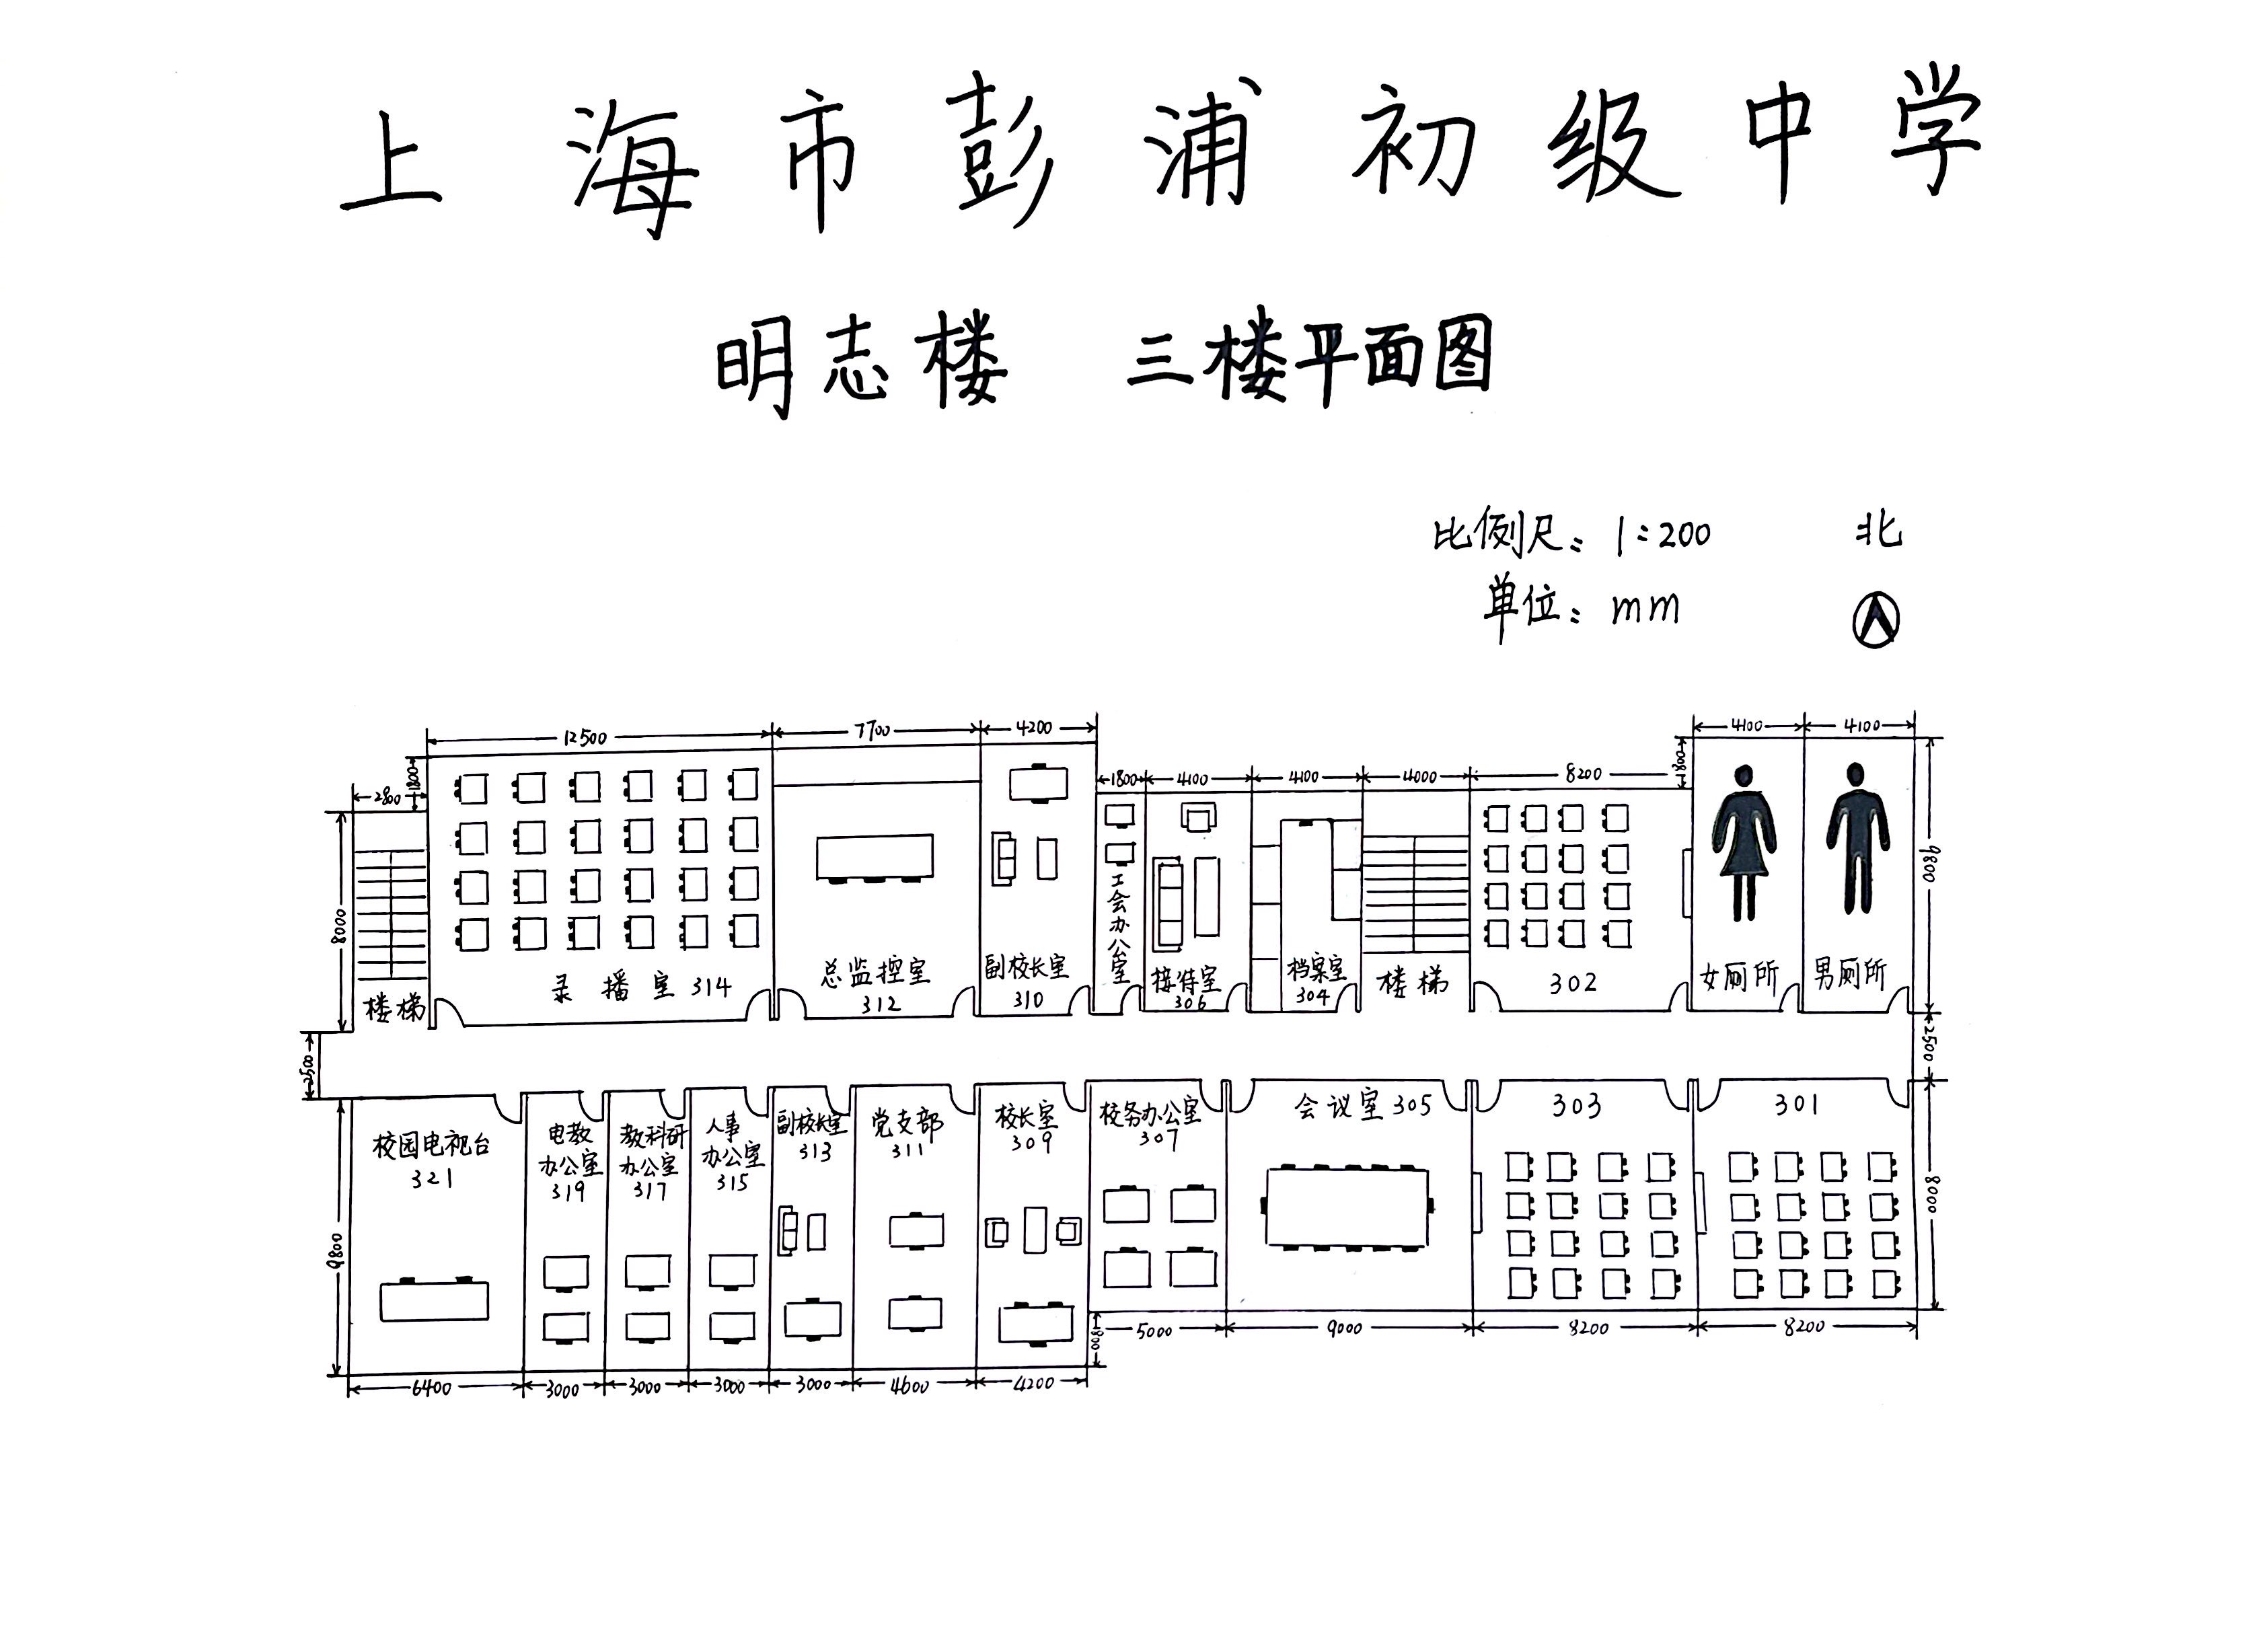 上海市彭浦初级中学
明志楼 三楼平面图
比例尺：1：200
北
单位：mm
12500
7700
4200
4100
4100
1800
2800
1800
4100
4100
4000
8200
1800
8000
9800
工会办公室
录播室 314
总监控室
312
副校长室
310
接待室
306
档案室
304
楼梯
楼梯
302
女厕所
男厕所
2500
2500
校园电视台
321
电教
办公室
319
教科研
办公室
317
人事
办公室
315
副校长室
313
党支部
311
校长室
309
校务办公室
307
会议室 305
303
301
9800
8000
1800
5000
9000
8200
8200
6400
3000
3000
3000
3000
4600
4200